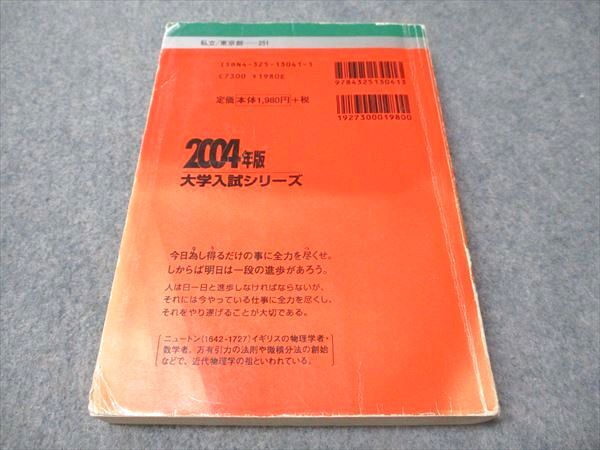 私立/東京都—251
ISBN4-325-13041-3
C7300 ¥1980E
定価 本体1,980円 +税
9784325130413
1927300019800
2004年版
大学入試シリーズ
今日為し得るだけの事に全力を尽くせ。
しからば明日は一段の進歩があろう。
人は日一日と進歩しなければならないが、
それには今やっている仕事に全力を尽くし、
それをやり遂げることが大切である。
ニュートン(1642-1727)イギリスの物理学者・
数学者。万有引力の法則や微積分法の創始
などで、近代物理学の祖といわれている。